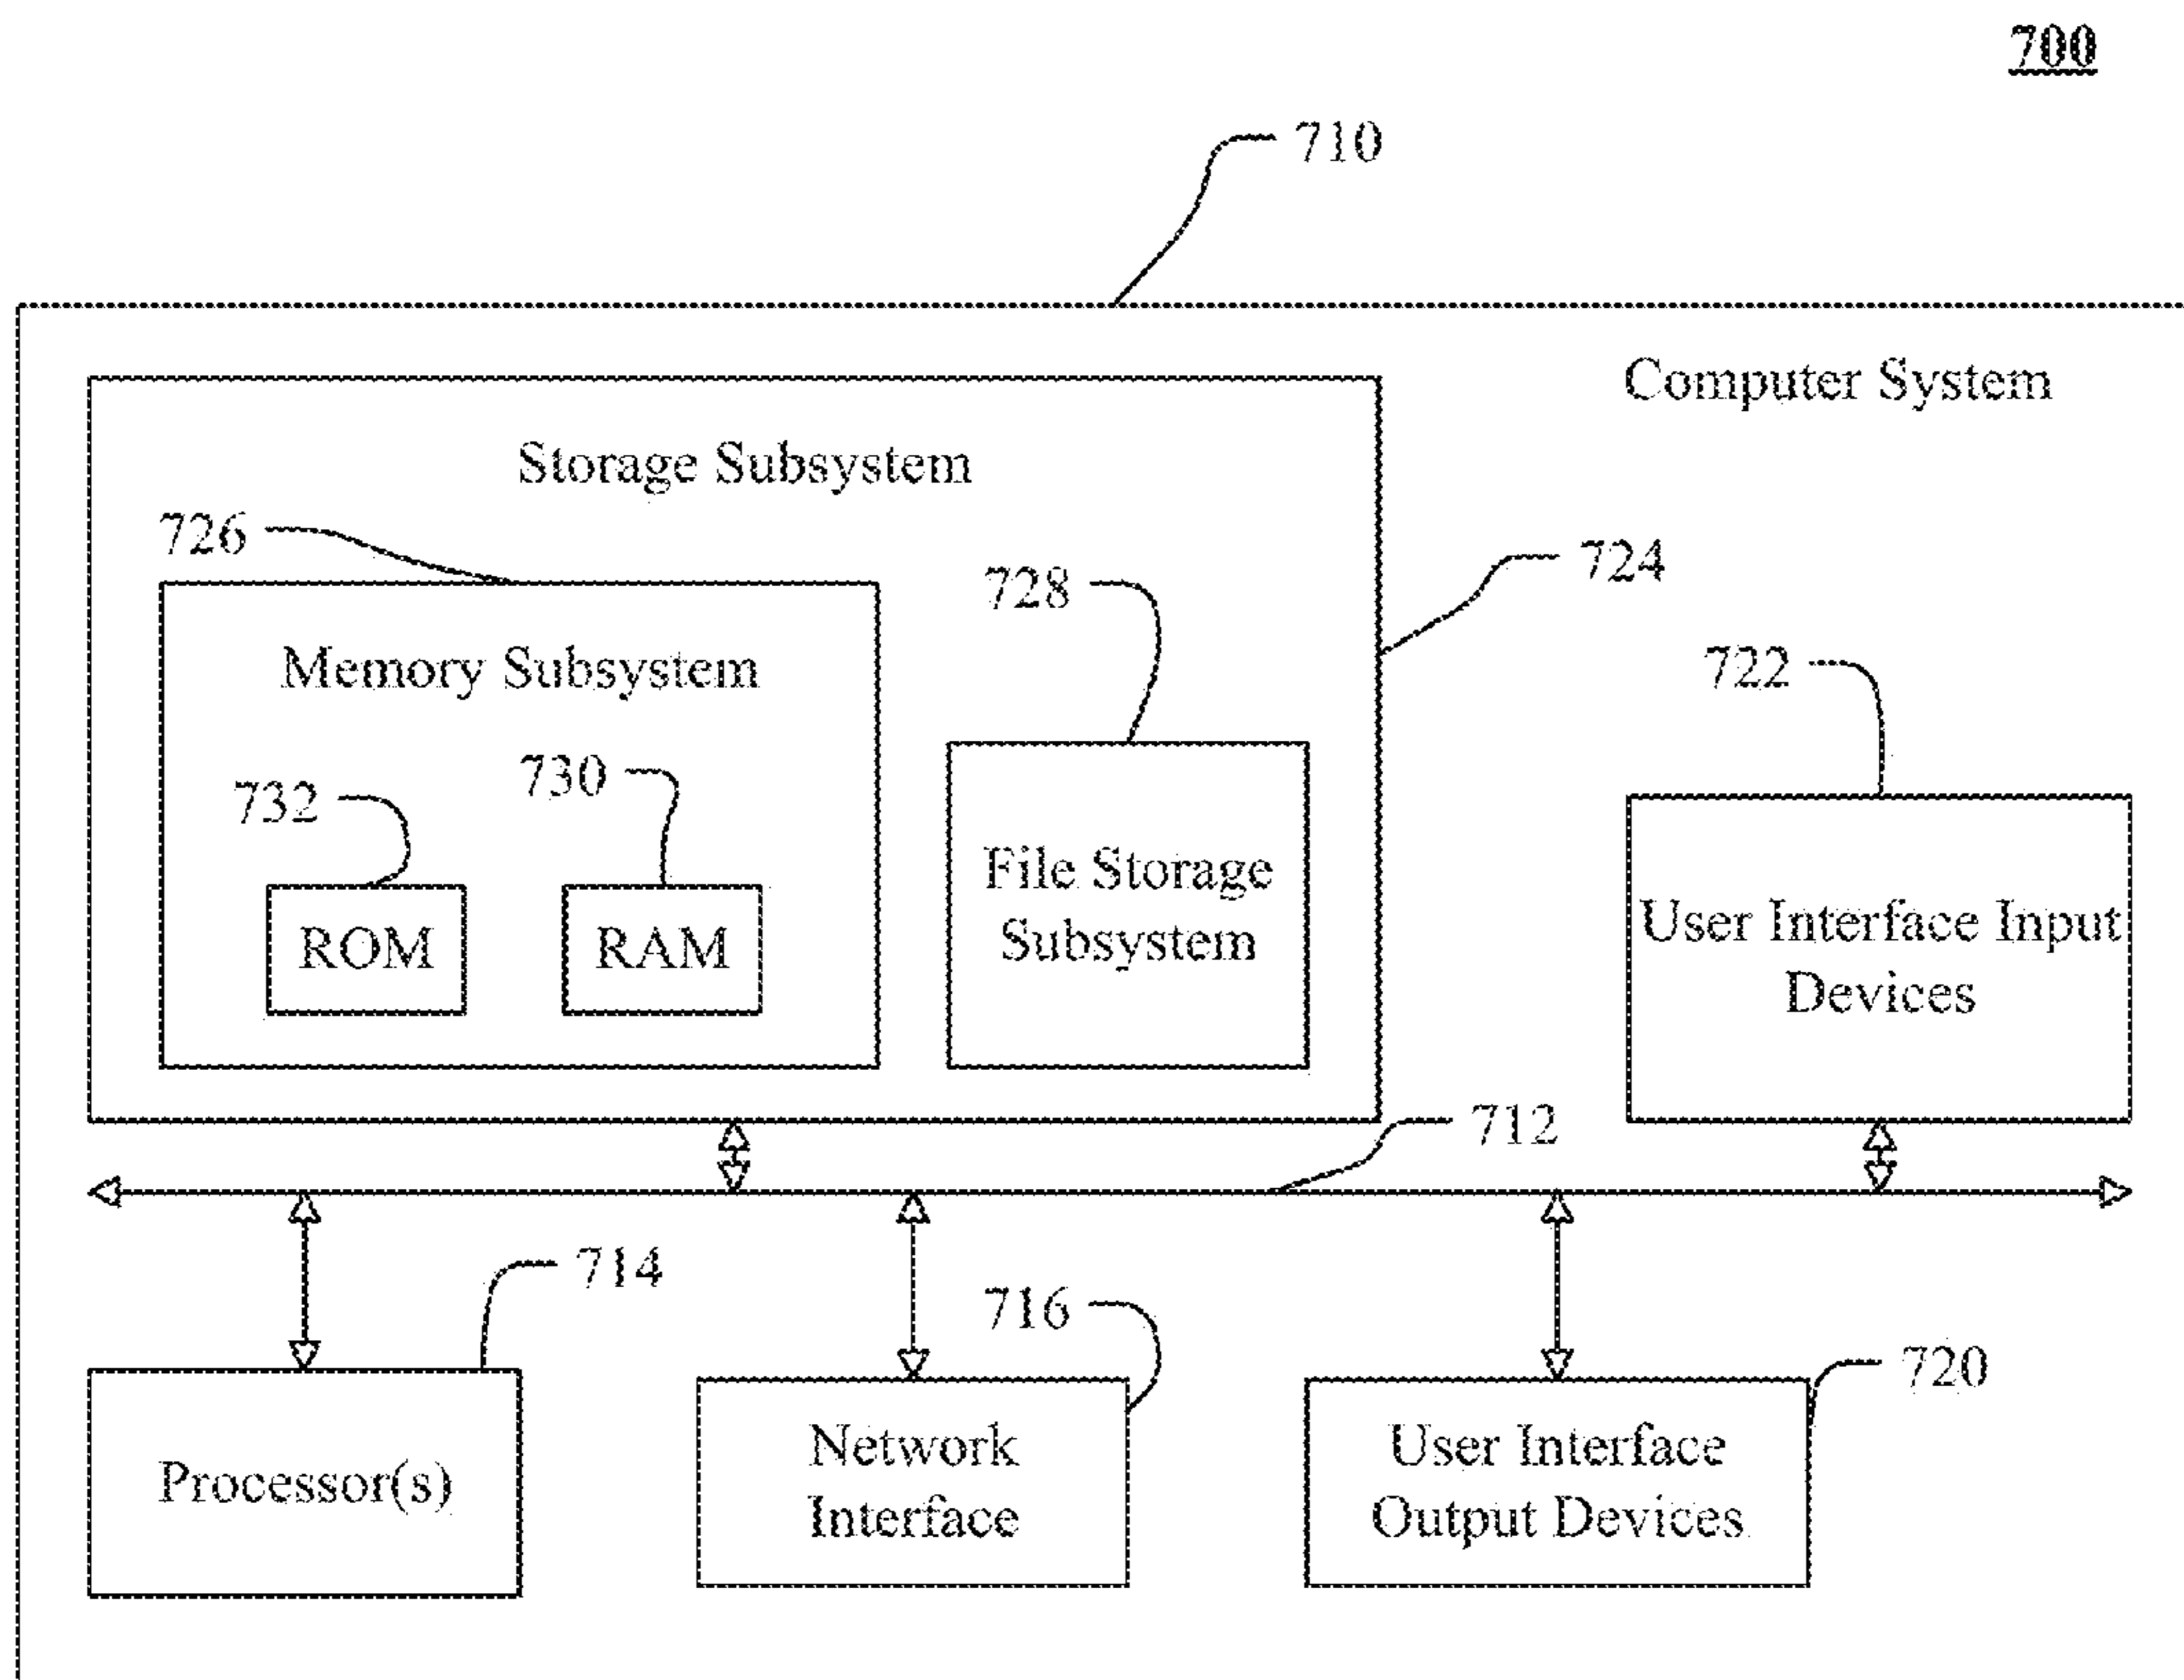 700
710
Computer System
Storage Subsystem
726
724
728
Memory Subsystem
722
730
732
File Storage
Subsystem
ROM
RAM
User Interface Input
Devices
712
714
716
720
Processor(s)
Network
Interface
User Interface
Output Devices